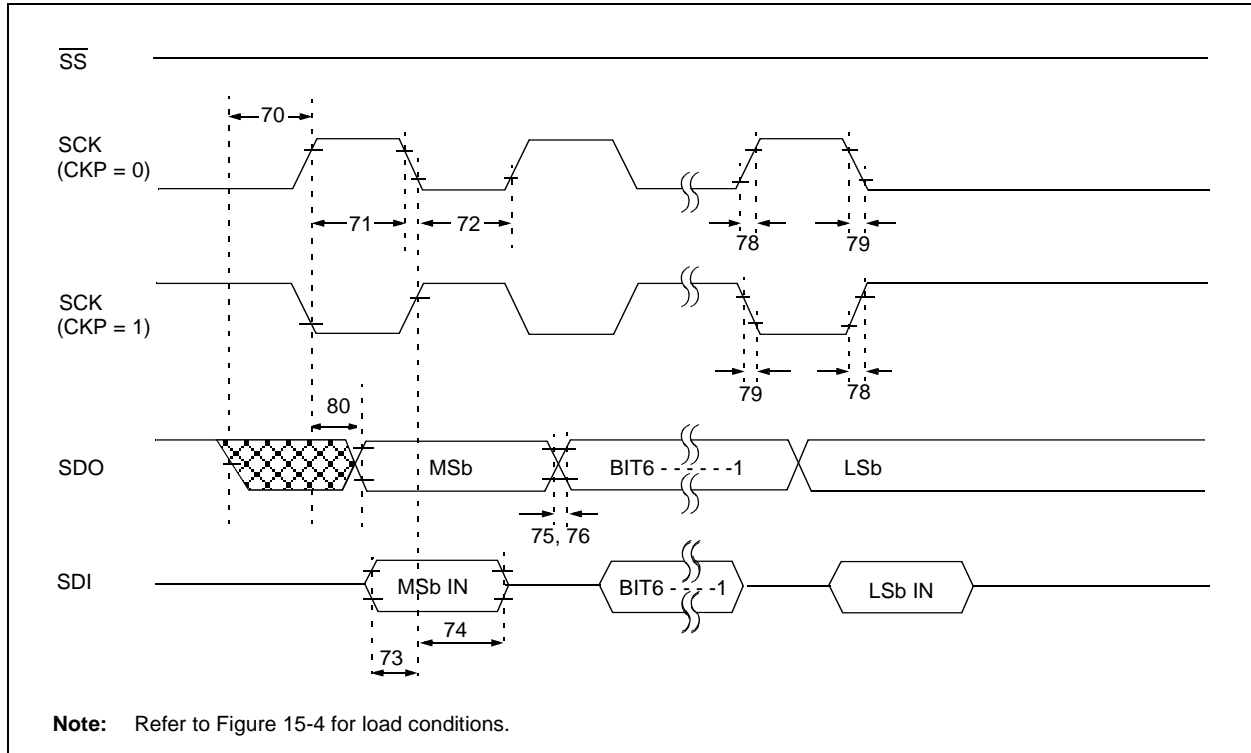 SS
70
SCK
(CKP = 0)
71
72
78
79
SCK
(CKP = 1)
79
78
80
SDO
MSb
BIT6 - - - - - -1
LSb
75, 76
SDI
MSb IN
BIT6 - - - -1
LSb IN
74
73
Note: Refer to Figure 15-4 for load conditions.